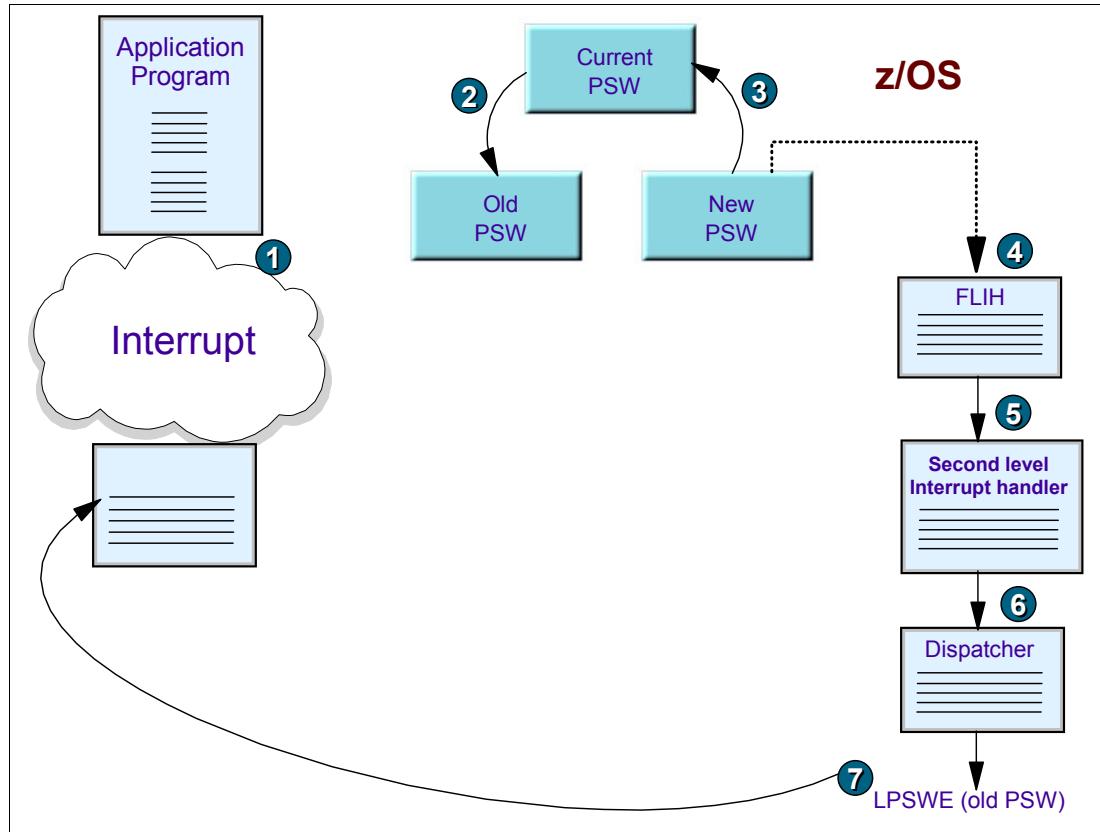 Application
Program
Current
PSW
z/OS
2
3
Old
PSW
New
PSW
1
4
Interrupt
FLIH
5
Second level
Interrupt handler
6
Dispatcher
7
LPSWE (old PSW)